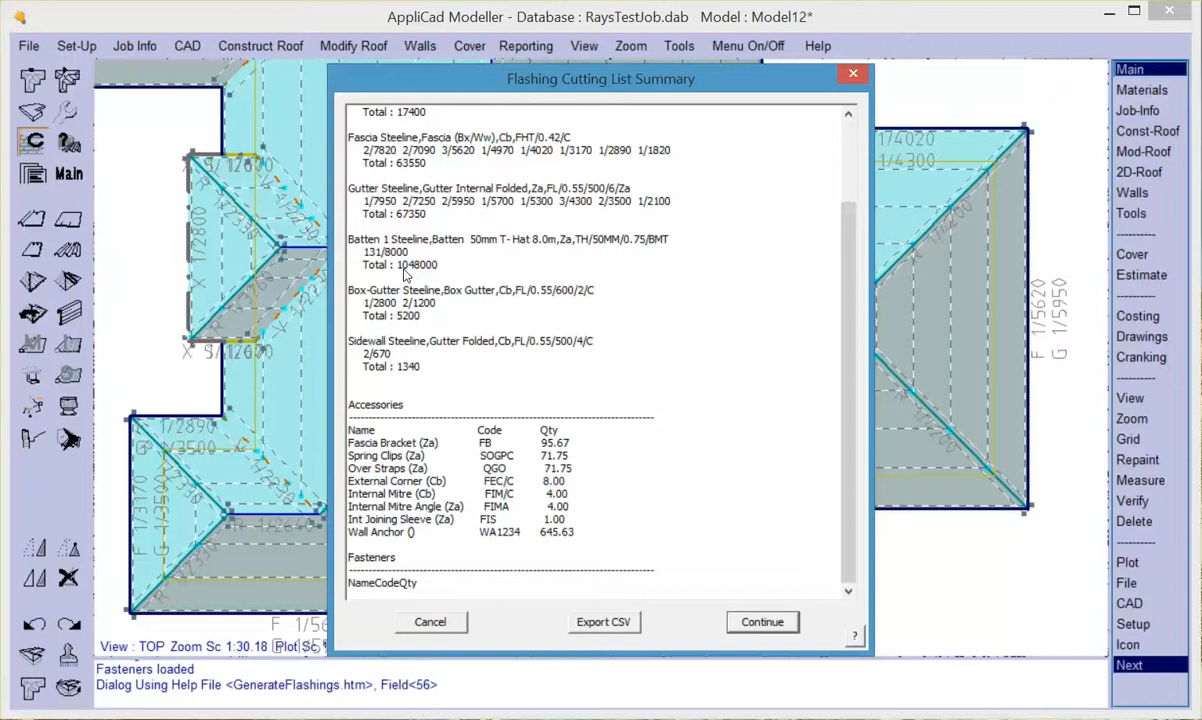 AppliCad Modeller - Database : RaysTestJob.dab Model : Model12*
File Set-Up Job Info CAD Construct Roof Modify Roof Walls Cover Reporting View Zoom Tools Menu On/Off Help
Main
Flashing Cutting List Summary
Total : 17400
Fascia Steeline,Fascia (Bx/Ww),Cb,FHT/0.42/C
2/7820 2/7090 3/5620 1/4970 1/4020 1/3170 1/2890 1/1820
Total : 63550
Gutter Steeline,Gutter Internal Folded,Za,FL/0.55/500/6/Za
1/7950 2/7250 2/5950 1/5700 1/5300 3/4300 2/3500 1/2100
Total : 67350
Batten 1 Steeline,Batten 50mm T- Hat 8.0m,Za,TH/50MM/0.75/BMT
131/8000
Total : 1048000
Box-Gutter Steeline,Box Gutter,Cb,FL/0.55/600/2/C
1/2800 2/1200
Total : 5200
Sidewall Steeline,Gutter Folded,Cb,FL/0.55/500/4/C
2/670
Total : 1340
Accessories
Name Code Qty
Fascia Bracket (Za) FB 95.67
Spring Clips (Za) SOGPC 71.75
Over Straps (Za) QGO 71.75
External Corner (Cb) FEC/C 8.00
Internal Mitre (Cb) FIM/C 4.00
Internal Mitre Angle (Za) FIMA 4.00
Int Joining Sleeve (Za) FIS 1.00
Wall Anchor () WA1234 645.63
Fasteners
NameCodeQty
Cancel Export CSV Continue ?
1/4020
1/4300
F 1/5620
G 1/5950
1/2800
1/2890
1/3500
F 1/3170
Main
Materials
Job-Info
Const-Roof
Mod-Roof
2D-Roof
Walls
Tools
Cover
Estimate
Costing
Drawings
Cranking
View
Zoom
Grid
Repaint
Measure
Verify
Delete
Plot
File
CAD
Setup
Icon
Next
View : TOP Zoom Sc 1:30.18 Plot Sc
Fasteners loaded
Dialog Using Help File <GenerateFlashings.htm>, Field<56>